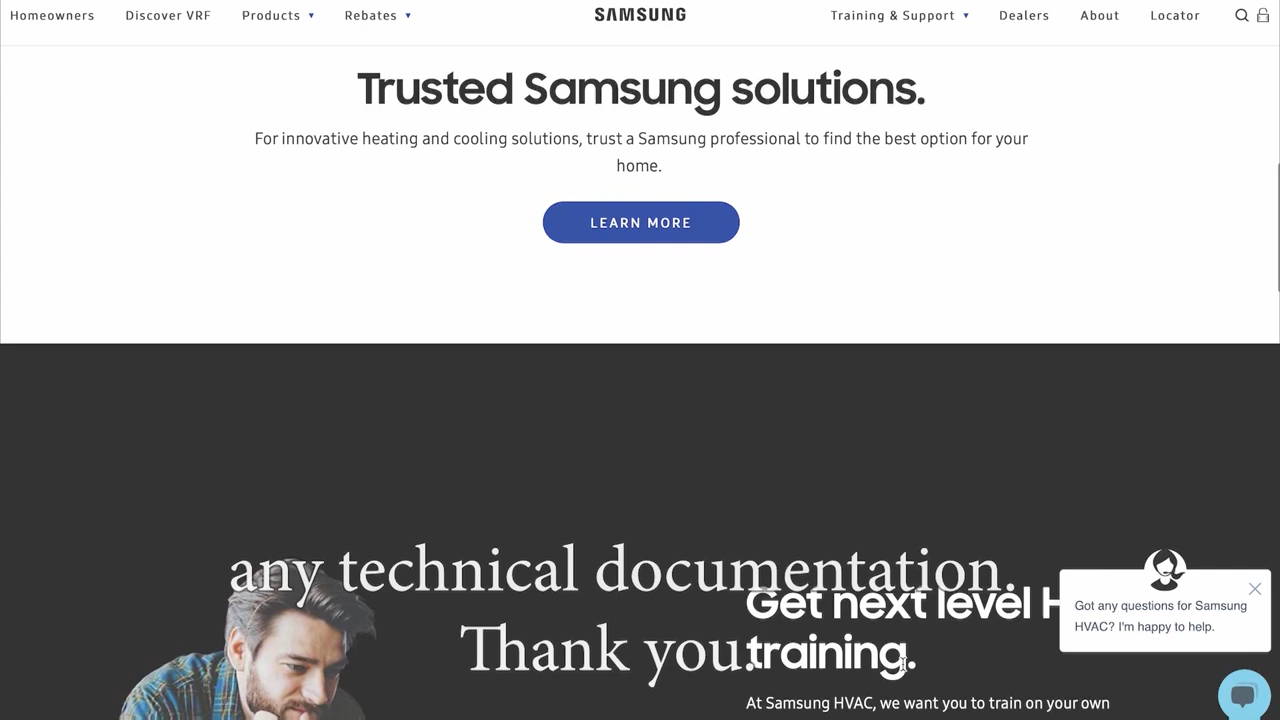 Homeowners Discover VRF Products Rebates SAMSUNG Training & Support Dealers About Locator
Trusted Samsung solutions.
For innovative heating and cooling solutions, trust a Samsung professional to find the best option for your
home.
LEARN MORE
any technical documentation.
Thank you.
Get next level H
training.
At Samsung HVAC, we want you to train on your own
Got any questions for Samsung
HVAC? I'm happy to help.